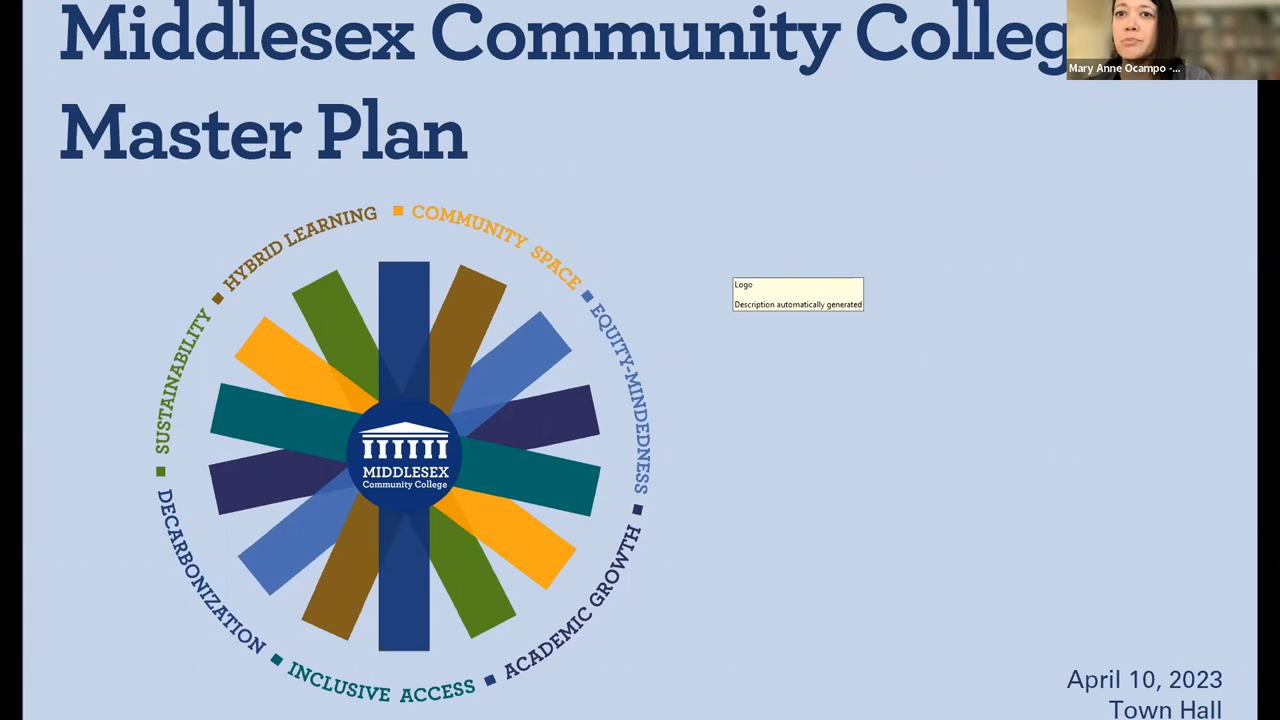 Middlesex Community Colleg
Master Plan
Mary Anne Ocampo -...
HYBRID LEARNING
COMMUNITY SPACE
EQUITY-MINDEDNESS
ACADEMIC GROWTH
INCLUSIVE ACCESS
DECARBONIZATION
SUSTAINABILITY
Logo
Description automatically generated
MIDDLESEX
Community College
April 10, 2023
Town Hall